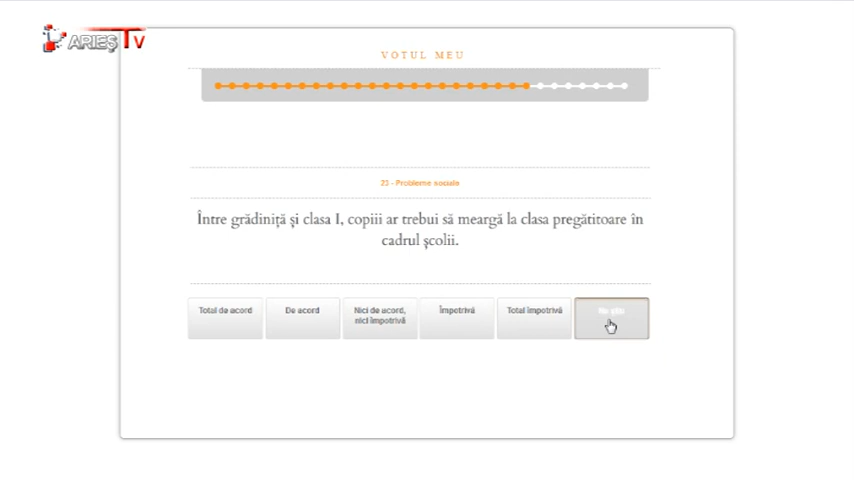 ARIEȘ TV
VOTUL MEU
23 - Probleme sociale
Între grădiniță și clasa I, copiii ar trebui să meargă la clasa pregătitoare în
cadrul școlii.
Total de acord
De acord
Nici de acord,
nici împotrivă
Împotrivă
Total împotrivă
Nu știu